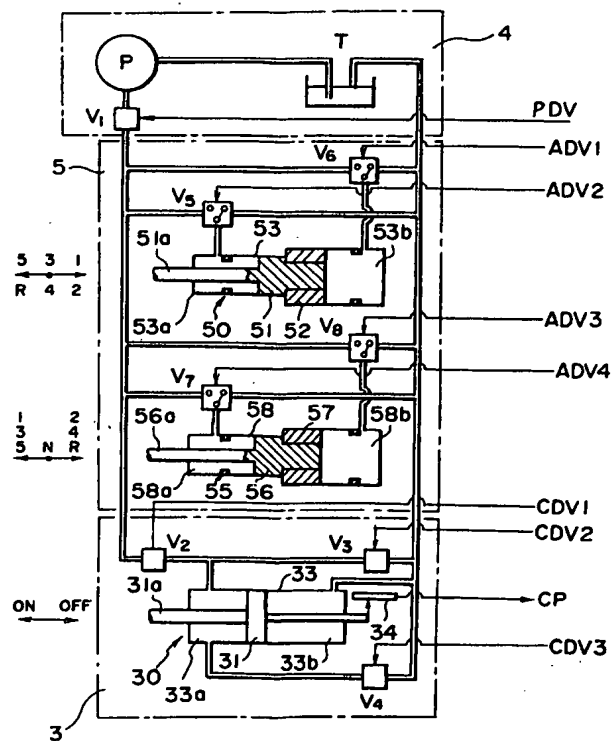 T
4
P
V1
PDV
V6
5
ADV1
V5
ADV2
51a
53
53b
5 3 1
R 4 2
53a
50
51
52
V8
ADV3
V7
ADV4
56a
58
57
58b
1 2
3 4
5 N R
58a
55
56
CDV1
V2
V3
CDV2
31a
33
ON OFF
34
CP
30
31
33a
33b
CDV3
V4
3